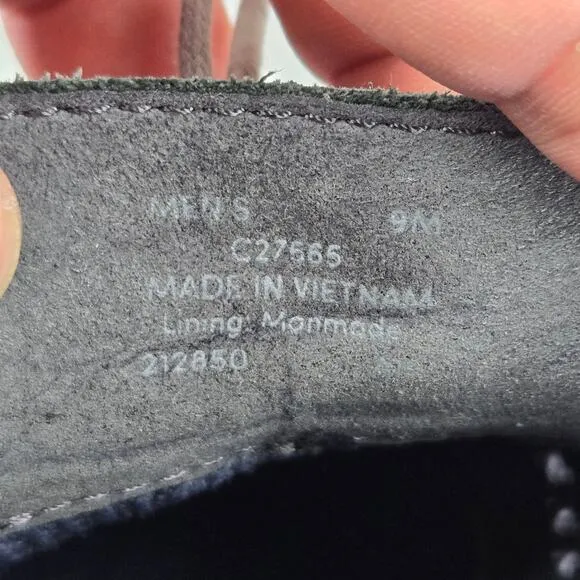 MEN'S 9M
C27565
MADE IN VIETNAM
Lining: Manmade
212850